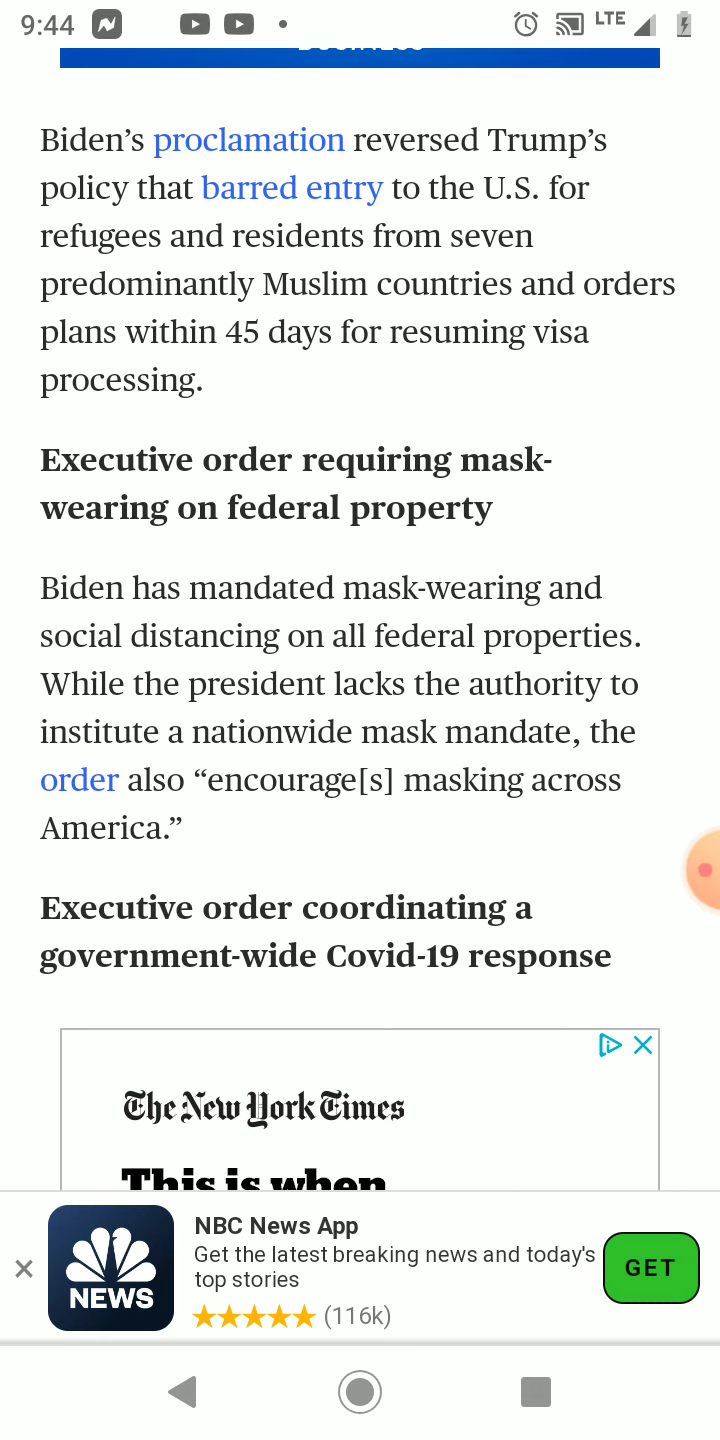 9:44
LTE
BUSINESS
Biden’s proclamation reversed Trump’s
policy that barred entry to the U.S. for
refugees and residents from seven
predominantly Muslim countries and orders
plans within 45 days for resuming visa
processing.
Executive order requiring mask-
wearing on federal property
Biden has mandated mask-wearing and
social distancing on all federal properties.
While the president lacks the authority to
institute a nationwide mask mandate, the
order also “encourage[s] masking across
America.”
Executive order coordinating a
government-wide Covid-19 response
The New York Times
This is when
NBC News App
Get the latest breaking news and today's
top stories
(116k)
NEWS
GET